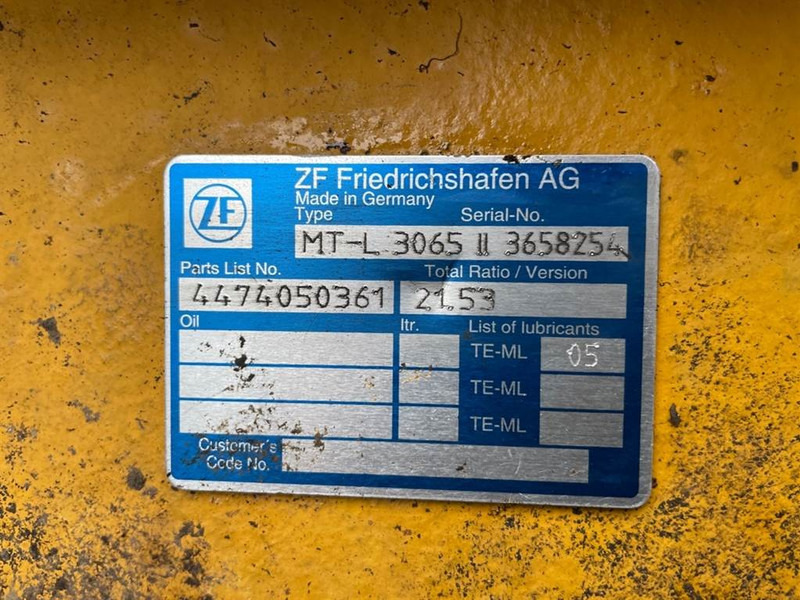 ZF
ZF Friedrichshafen AG
Made in Germany
Type Serial-No.
MT-L 3065 II 3658254
Parts List No. Total Ratio / Version
4474050361 21.53
Oil ltr. List of lubricants
TE-ML 05
TE-ML
TE-ML
Customer's
Code No.